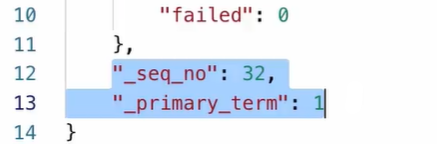 10 "failed": 0
11 },
12 "_seq_no": 32,
13 "_primary_term": 1
14 }